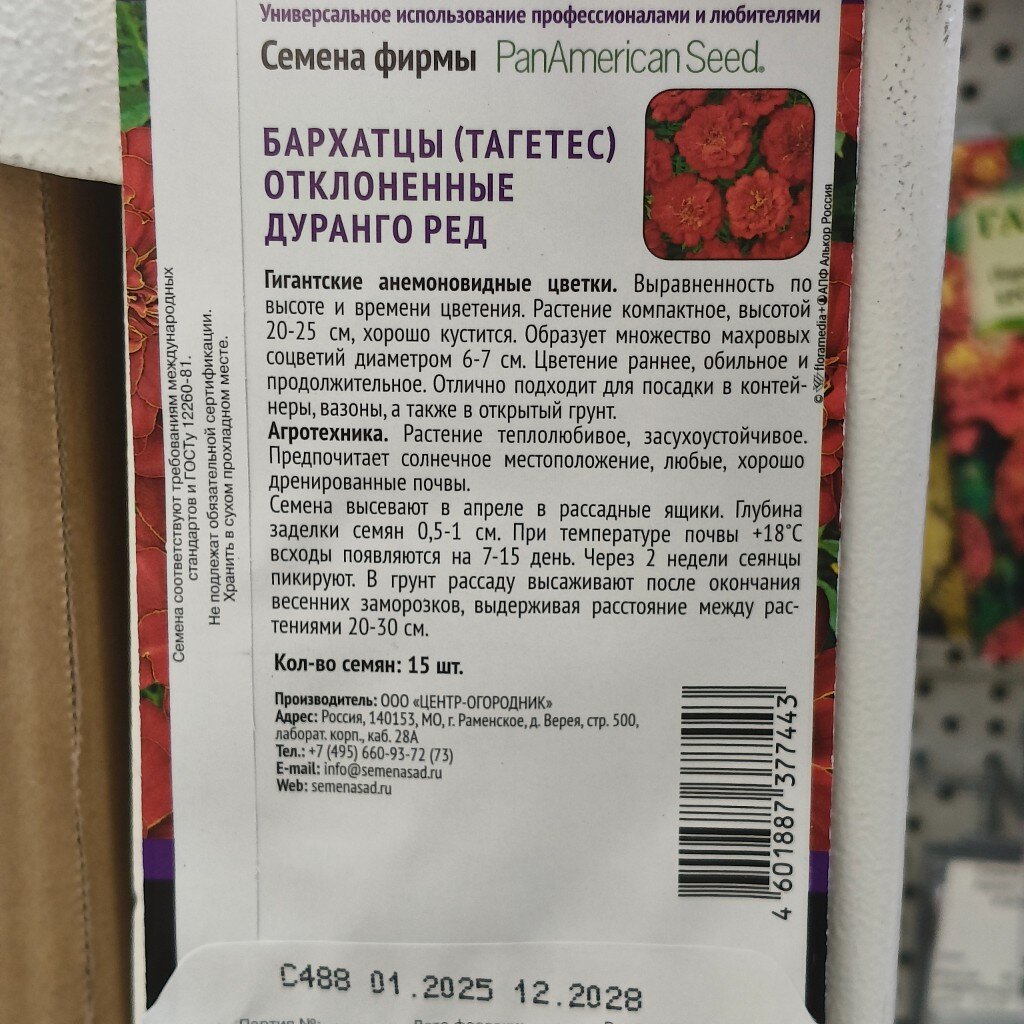 Универсальное использование профессионалами и любителями
Семена фирмы PanAmerican Seed®
БАРХАТЦЫ (ТАГЕТЕС)
ОТКЛОНЕННЫЕ
ДУРАНГО РЕД
Гигантские анемоновидные цветки. Выравненность по
высоте и времени цветения. Растение компактное, высотой
20-25 см, хорошо кустится. Образует множество махровых
соцветий диаметром 6-7 см. Цветение раннее, обильное и
продолжительное. Отлично подходит для посадки в контей-
неры, вазоны, а также в открытый грунт.
Агротехника. Растение теплолюбивое, засухоустойчивое.
Предпочитает солнечное местоположение, любые, хорошо
дренированные почвы.
Семена высевают в апреле в рассадные ящики. Глубина
заделки семян 0,5-1 см. При температуре почвы +18°С
всходы появляются на 7-15 день. Через 2 недели сеянцы
пикируют. В грунт рассаду высаживают после окончания
весенних заморозков, выдерживая расстояние между рас-
тениями 20-30 см.
Кол-во семян: 15 шт.
Производитель: ООО «ЦЕНТР-ОГОРОДНИК»
Адрес: Россия, 140153, МО, г. Раменское, д. Верея, стр. 500,
лаборат. корп., каб. 28А
Тел.: +7 (495) 660-93-72 (73)
E-mail: info@semenasad.ru
Web: semenasad.ru
Семена соответствуют требованиям международных
стандартов и ГОСТу 12260-81.
Не подлежат обязательной сертификации.
Хранить в сухом прохладном месте.
© floramedia+©АПФ Алькор Россия
4 601887 377443
С488 01.2025 12.2028
Партия №: